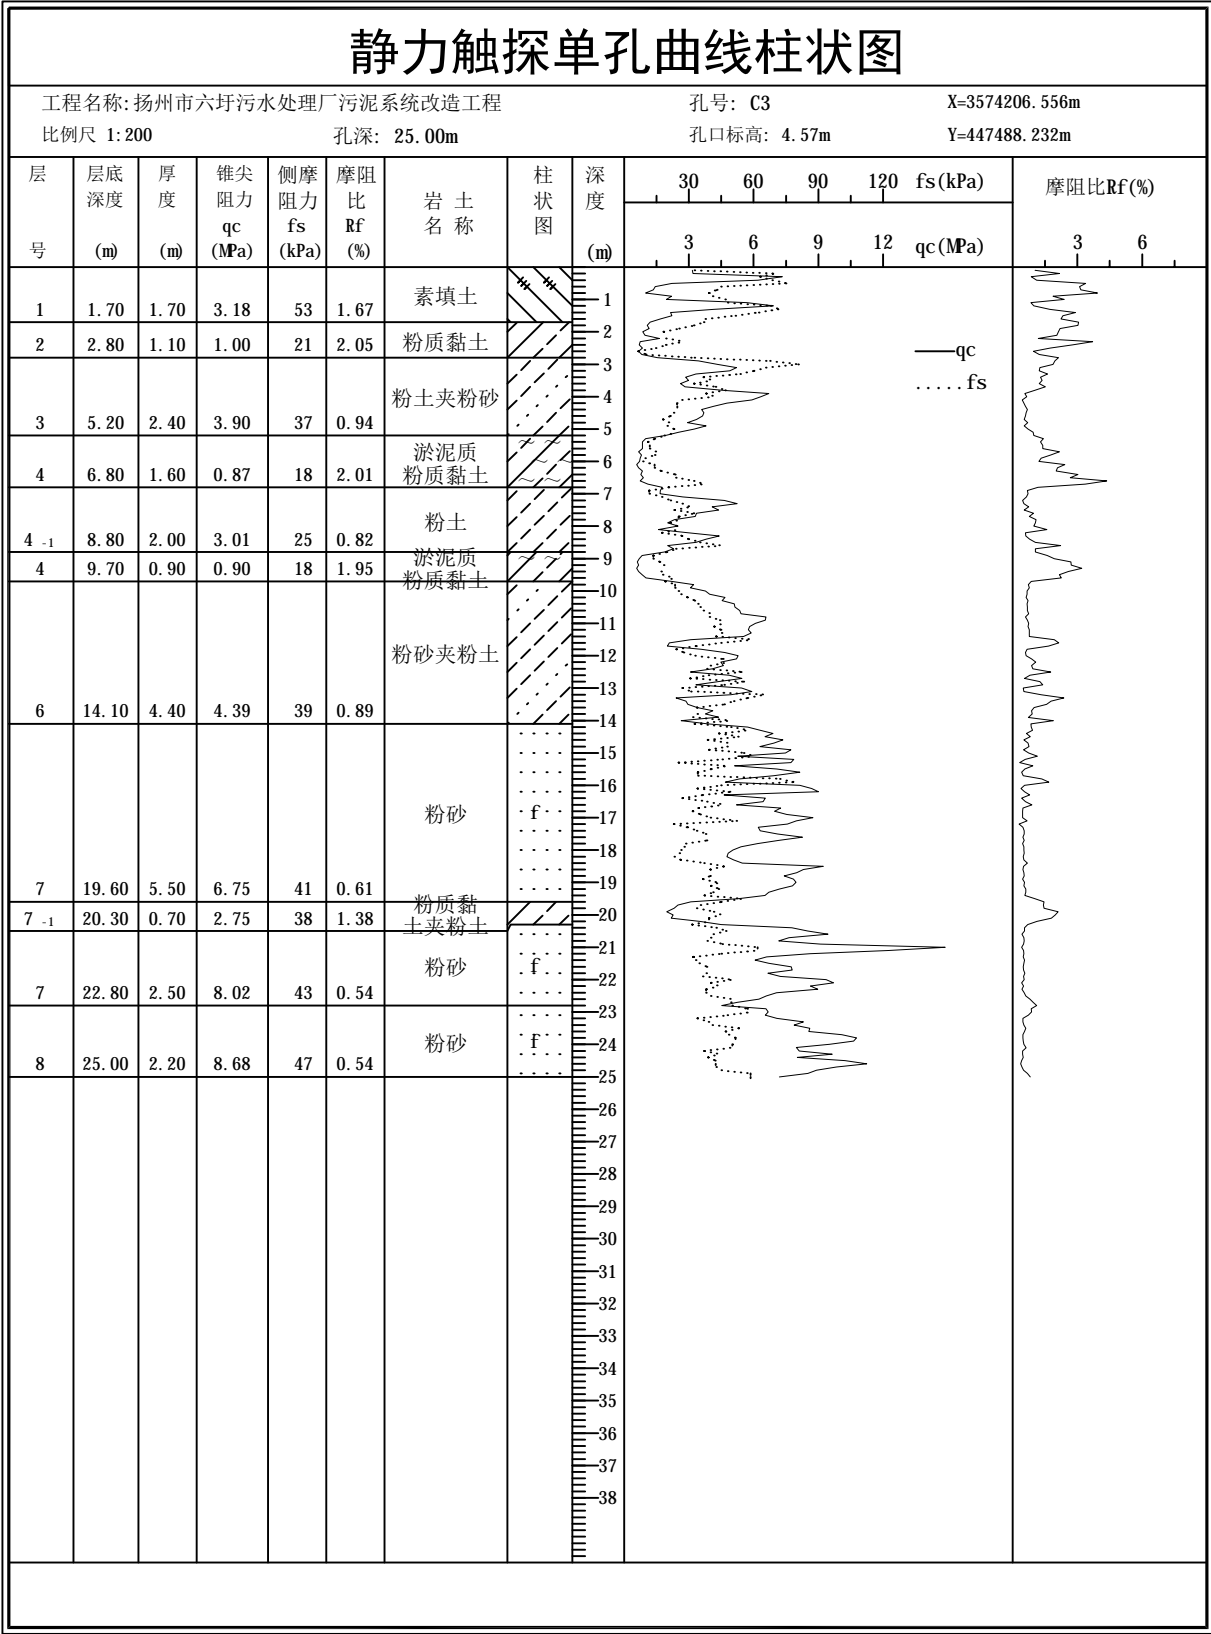 静力触探单孔曲线柱状图
工程名称:扬州市六圩污水处理厂污泥系统改造工程 孔号: C3 X=3574206.556m
比例尺 1:200 孔深: 25.00m 孔口标高: 4.57m Y=447488.232m
层号 层底深度 (m) 厚度 (m) 锥尖阻力 qc (MPa) 侧摩阻力 fs (kPa) 摩阻比 Rf (%) 岩土名称 柱状图 深度 (m)
30 60 90 120 fs(kPa)
3 6 9 12 qc(MPa)
摩阻比Rf(%)
3 6
1 1.70 1.70 3.18 53 1.67 素填土
2 2.80 1.10 1.00 21 2.05 粉质黏土
3 5.20 2.40 3.90 37 0.94 粉土夹粉砂
4 6.80 1.60 0.87 18 2.01 淤泥质粉质黏土
4-1 8.80 2.00 3.01 25 0.82 粉土
4 9.70 0.90 0.90 18 1.95 淤泥质粉质黏土
6 14.10 4.40 4.39 39 0.89 粉砂夹粉土
7 19.60 5.50 6.75 41 0.61 粉砂 f
7-1 20.30 0.70 2.75 38 1.38 粉质黏土夹粉土
7 22.80 2.50 8.02 43 0.54 粉砂 f
8 25.00 2.20 8.68 47 0.54 粉砂 f
1
2
3
4
5
6
7
8
9
10
11
12
13
14
15
16
17
18
19
20
21
22
23
24
25
26
27
28
29
30
31
32
33
34
35
36
37
38
qc
.....fs